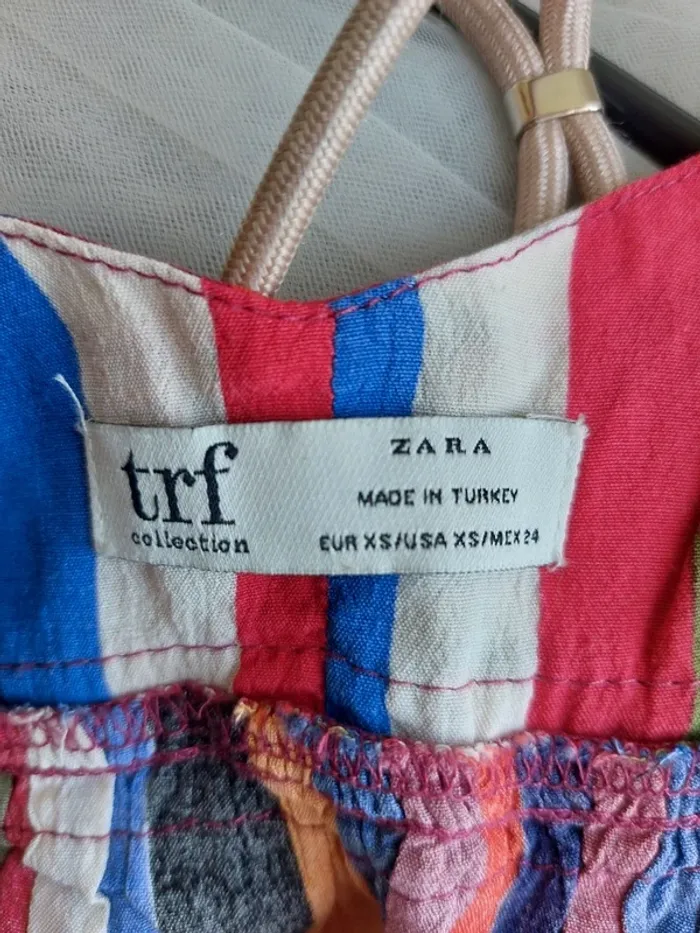 trf
collection
ZARA
MADE IN TURKEY
EUR XS/USA XS/MEX 24